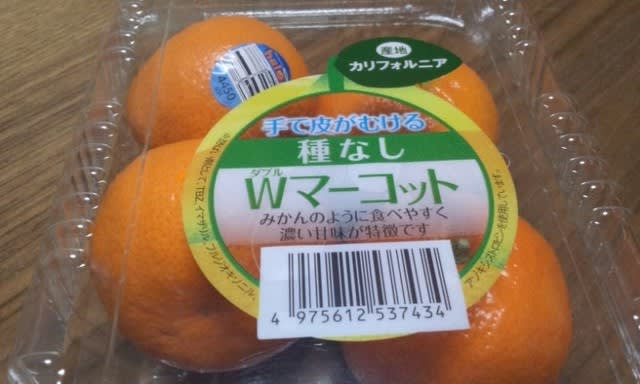 産地
カリフォルニア
手で皮がむける
種なし
ダブル
Wマーコット
みかんのように食べやすく
濃い甘味が特徴です
4 975612 537434